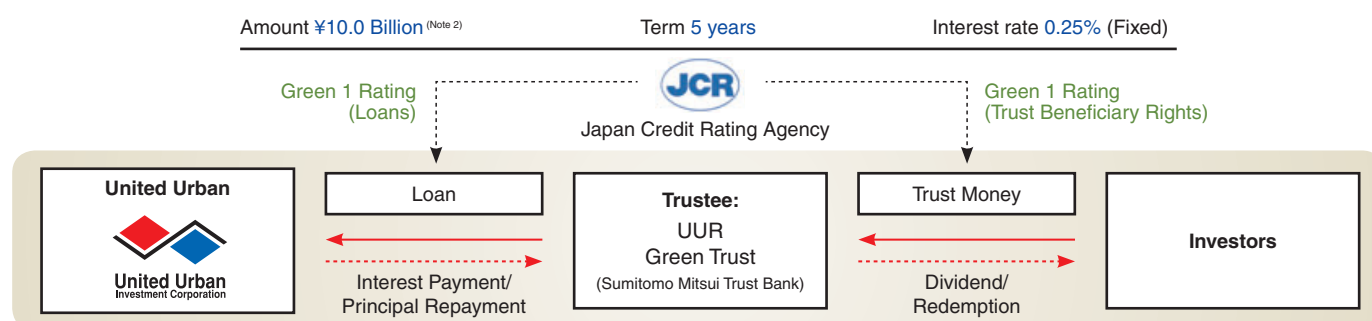 Amount ¥10.0 Billion (Note 2) Term 5 years Interest rate 0.25% (Fixed)
JCR
Green 1 Rating
(Loans)
Japan Credit Rating Agency
Green 1 Rating
(Trust Beneficiary Rights)
United Urban
United Urban
Investment Corporation
Loan
Interest Payment/
Principal Repayment
Trustee:
UUR
Green Trust
(Sumitomo Mitsui Trust Bank)
Trust Money
Dividend/
Redemption
Investors